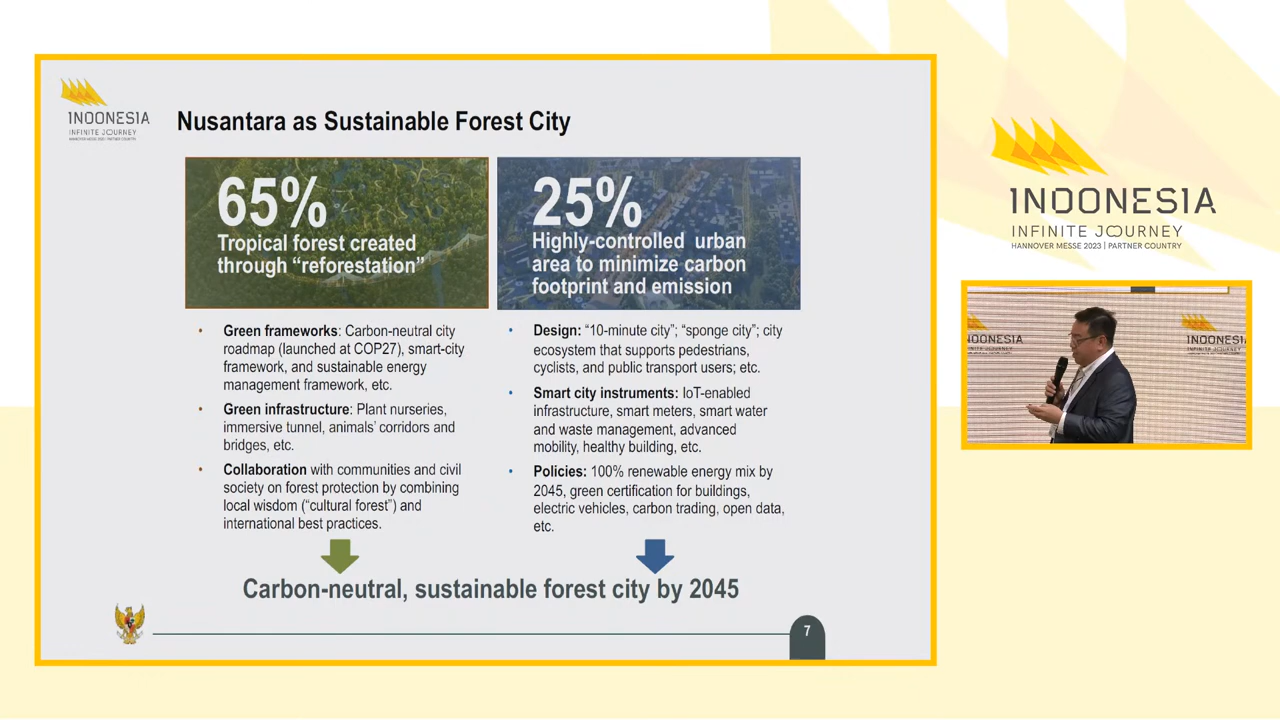 INDONESIA
INFINITE JOURNEY
HANNOVER MESSE 2023 | PARTNER COUNTRY
Nusantara as Sustainable Forest City
65%
Tropical forest created
through “reforestation”
25%
Highly-controlled urban
area to minimize carbon
footprint and emission
• Green frameworks: Carbon-neutral city
roadmap (launched at COP27), smart-city
framework, and sustainable energy
management framework, etc.
• Green infrastructure: Plant nurseries,
immersive tunnel, animals’ corridors and
bridges, etc.
• Collaboration with communities and civil
society on forest protection by combining
local wisdom (“cultural forest”) and
international best practices.
• Design: “10-minute city”; “sponge city”; city
ecosystem that supports pedestrians,
cyclists, and public transport users; etc.
• Smart city instruments: IoT-enabled
infrastructure, smart meters, smart water
and waste management, advanced
mobility, healthy building, etc.
• Policies: 100% renewable energy mix by
2045, green certification for buildings,
electric vehicles, carbon trading, open data,
etc.
Carbon-neutral, sustainable forest city by 2045
7
INDONESIA
INFINITE JOURNEY
HANNOVER MESSE 2023 | PARTNER COUNTRY
INDONESIA
INDONESIA